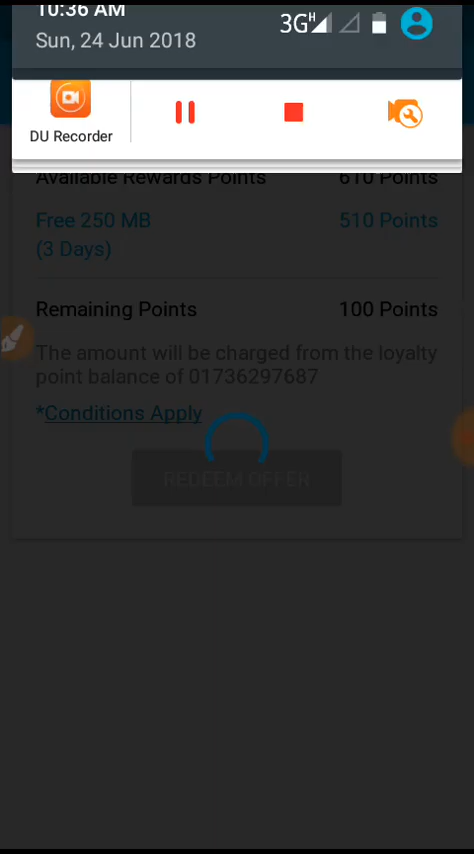 10:36 AM
3G H
Sun, 24 Jun 2018
DU Recorder
Available Rewards Points 610 Points
Free 250 MB 510 Points
(3 Days)
Remaining Points 100 Points
The amount will be charged from the loyalty
point balance of 01736297687
*Conditions Apply
REDEEM OFFER